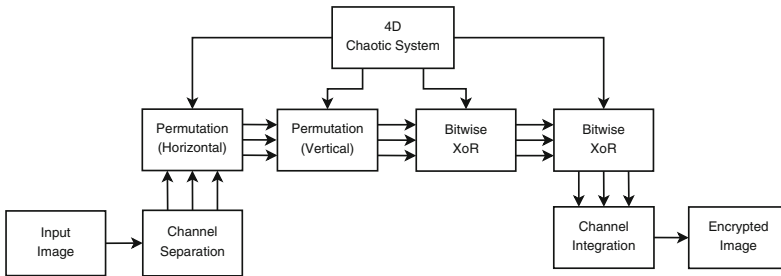 4D
Chaotic System
Permutation
(Horizontal)
Permutation
(Vertical)
Bitwise
XoR
Bitwise
XoR
Input
Image
Channel
Separation
Channel
Integration
Encrypted
Image